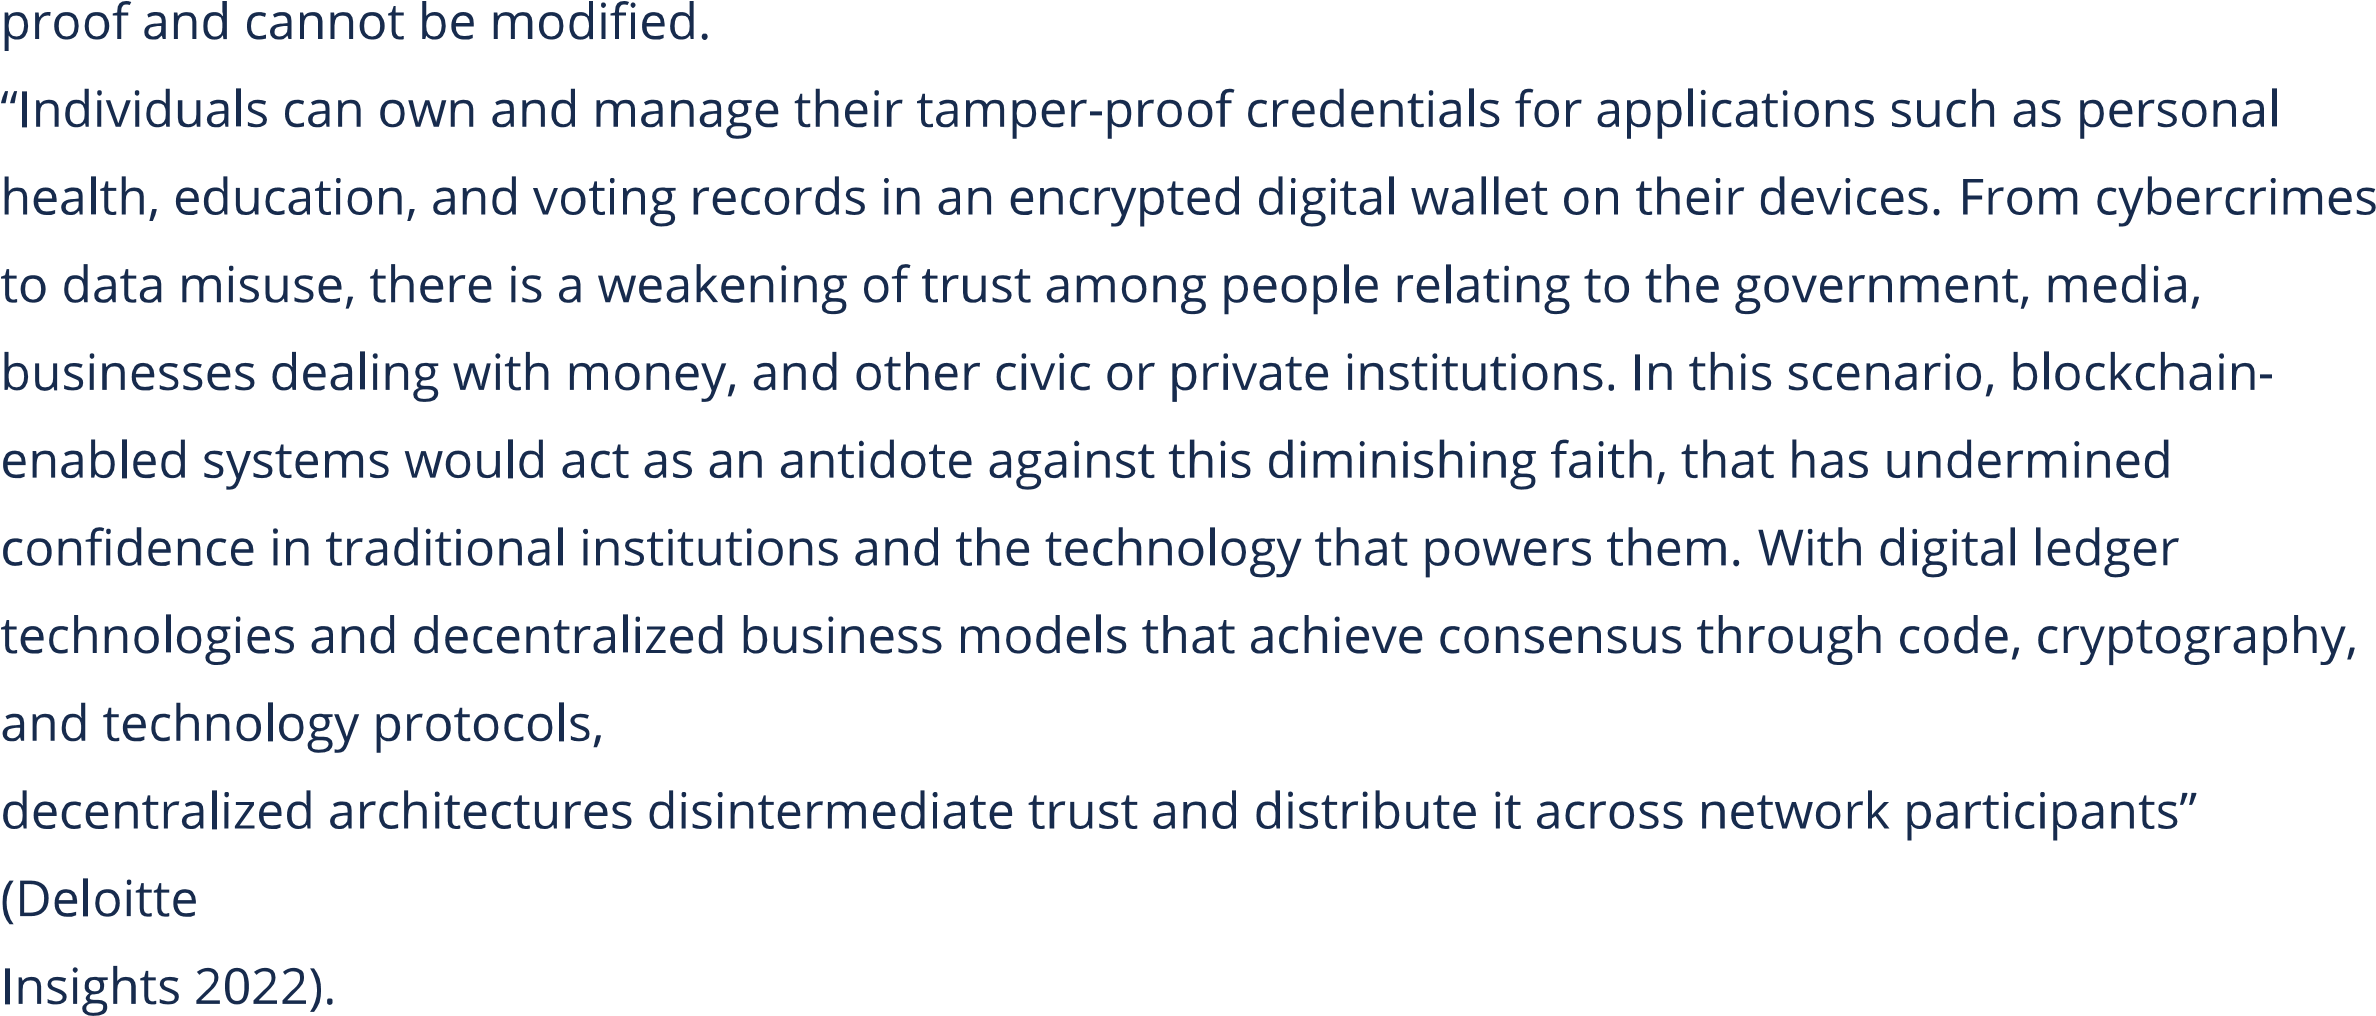 proof and cannot be modified.
“Individuals can own and manage their tamper-proof credentials for applications such as personal
health, education, and voting records in an encrypted digital wallet on their devices. From cybercrimes
to data misuse, there is a weakening of trust among people relating to the government, media,
businesses dealing with money, and other civic or private institutions. In this scenario, blockchain-
enabled systems would act as an antidote against this diminishing faith, that has undermined
confidence in traditional institutions and the technology that powers them. With digital ledger
technologies and decentralized business models that achieve consensus through code, cryptography,
and technology protocols,
decentralized architectures disintermediate trust and distribute it across network participants”
(Deloitte
Insights 2022).